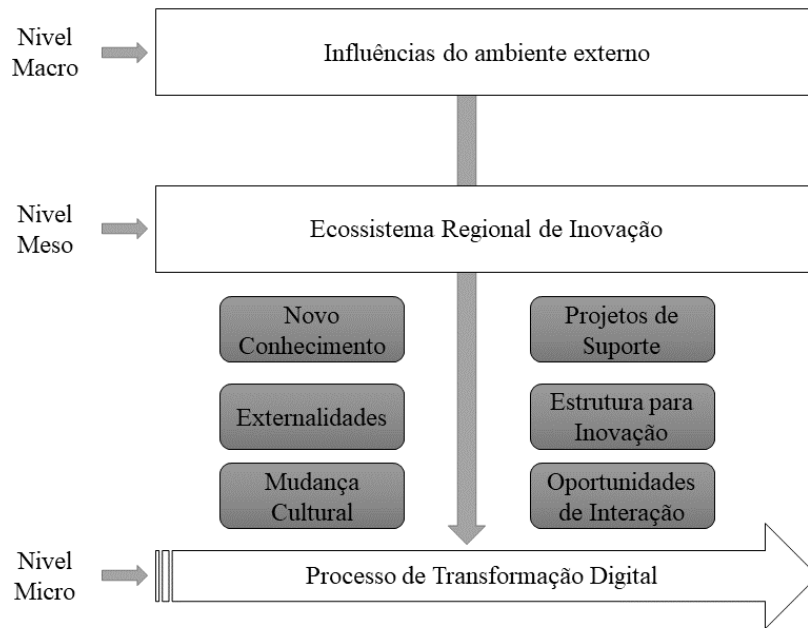 Nivel
Macro
Influências do ambiente externo
Nivel
Meso
Ecossistema Regional de Inovação
Novo
Conhecimento
Projetos de
Suporte
Externalidades
Estrutura para
Inovação
Mudança
Cultural
Oportunidades
de Interação
Nivel
Micro
Processo de Transformação Digital